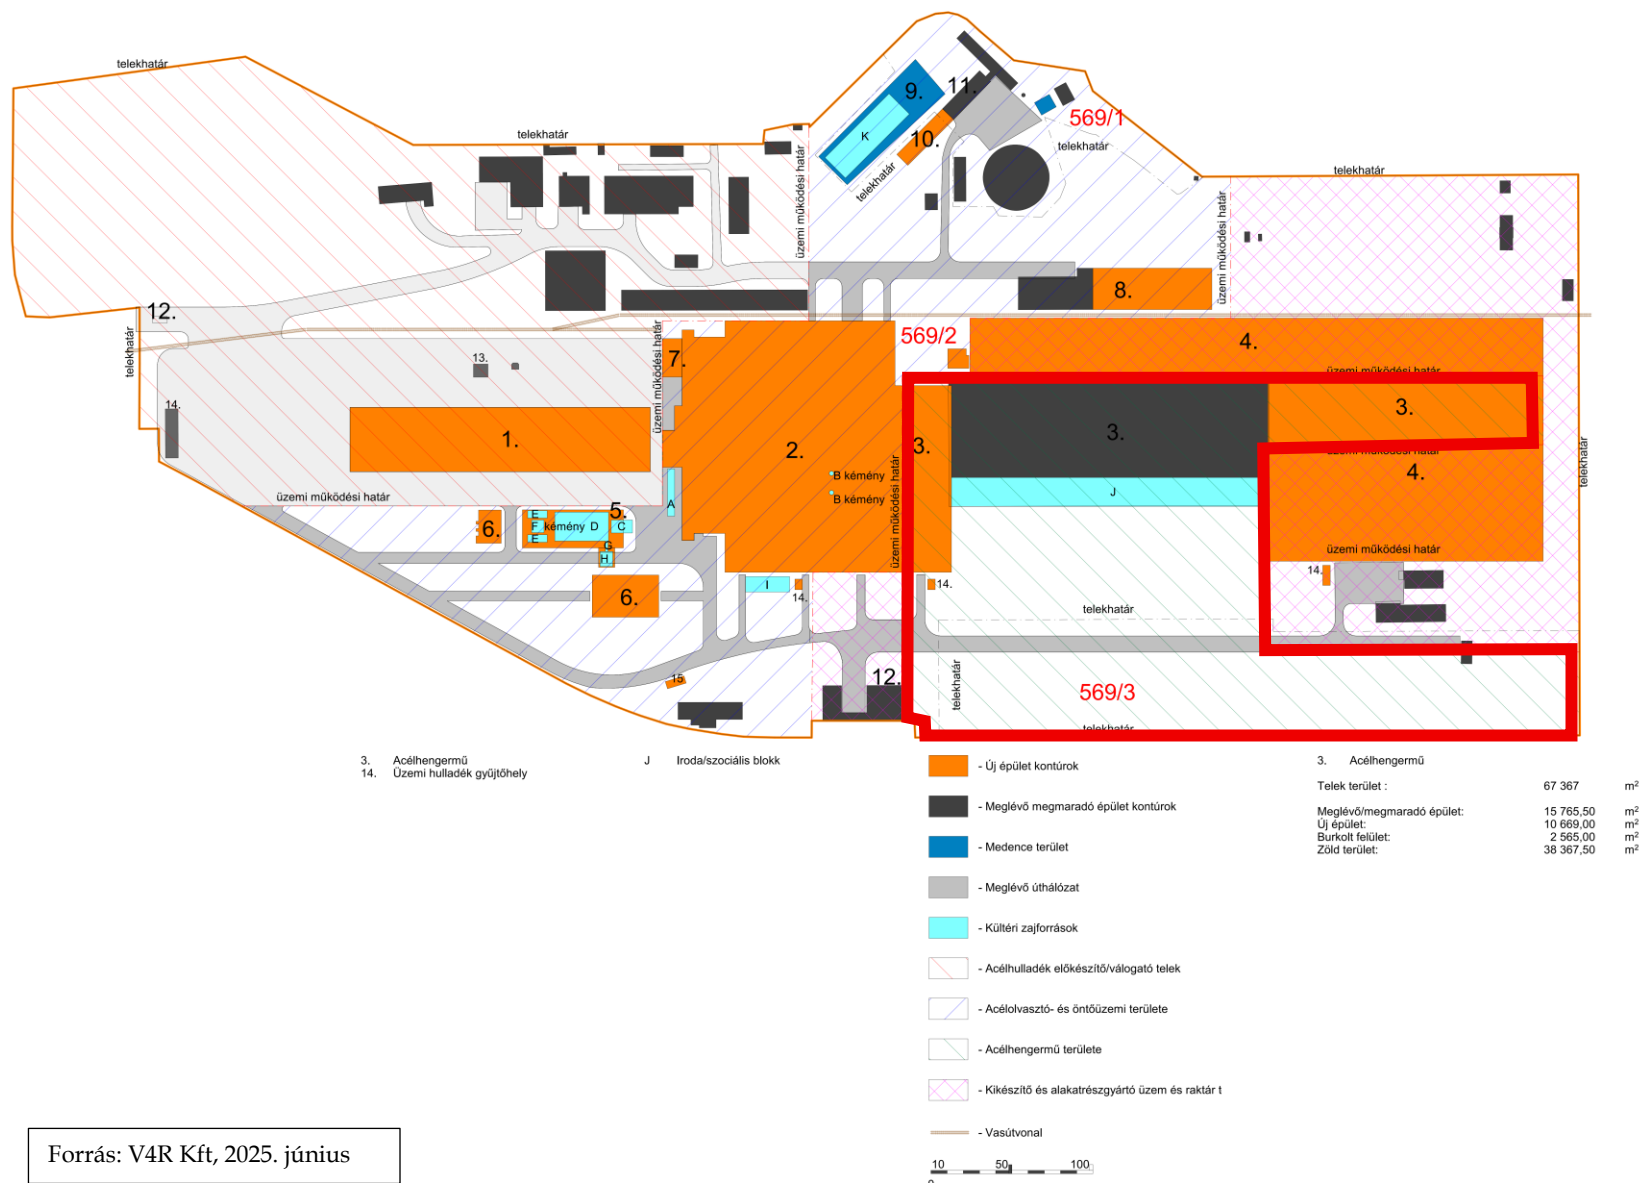 telekhatár
telekhatár
9.
11.
K
10.
569/1
telekhatár
telekhatár
telekhatár
üzemi működési határ
üzemi működési határ
12.
8.
telekhatár
13.
14.
7.
üzemi működési határ
569/2
4.
üzemi működési határ
3.
3.
3.
1.
2.
4.
telekhatár
B kémény
B kémény
üzemi működési határ
J
A
üzemi működési határ
6.
5.
E
F
E
kémény
D
C
G
H
6.
I
14.
14.
üzemi működési határ
14.
telekhatár
12.
15
telekhatár
569/3
telekhatár
3. Acélhengermű
14. Üzemi hulladék gyűjtőhely
J Iroda/szociális blokk
- Új épület kontúrok
- Meglévő megmaradó épület kontúrok
- Medence terület
- Meglévő úthálózat
- Kültéri zajforrások
- Acélhulladék előkészítő/válogató telek
- Acélolvasztó- és öntőüzemi területe
- Acélhengermű területe
- Kikészítő és alakatrészgyártó üzem és raktár t
- Vasútvonal
10 50 100
0
3. Acélhengermű
Telek terület : 67 367 m²
Meglévő/megmaradó épület: 15 765,50 m²
Új épület: 10 669,00 m²
Burkolt felület: 2 565,00 m²
Zöld terület: 38 367,50 m²
Forrás: V4R Kft, 2025. június